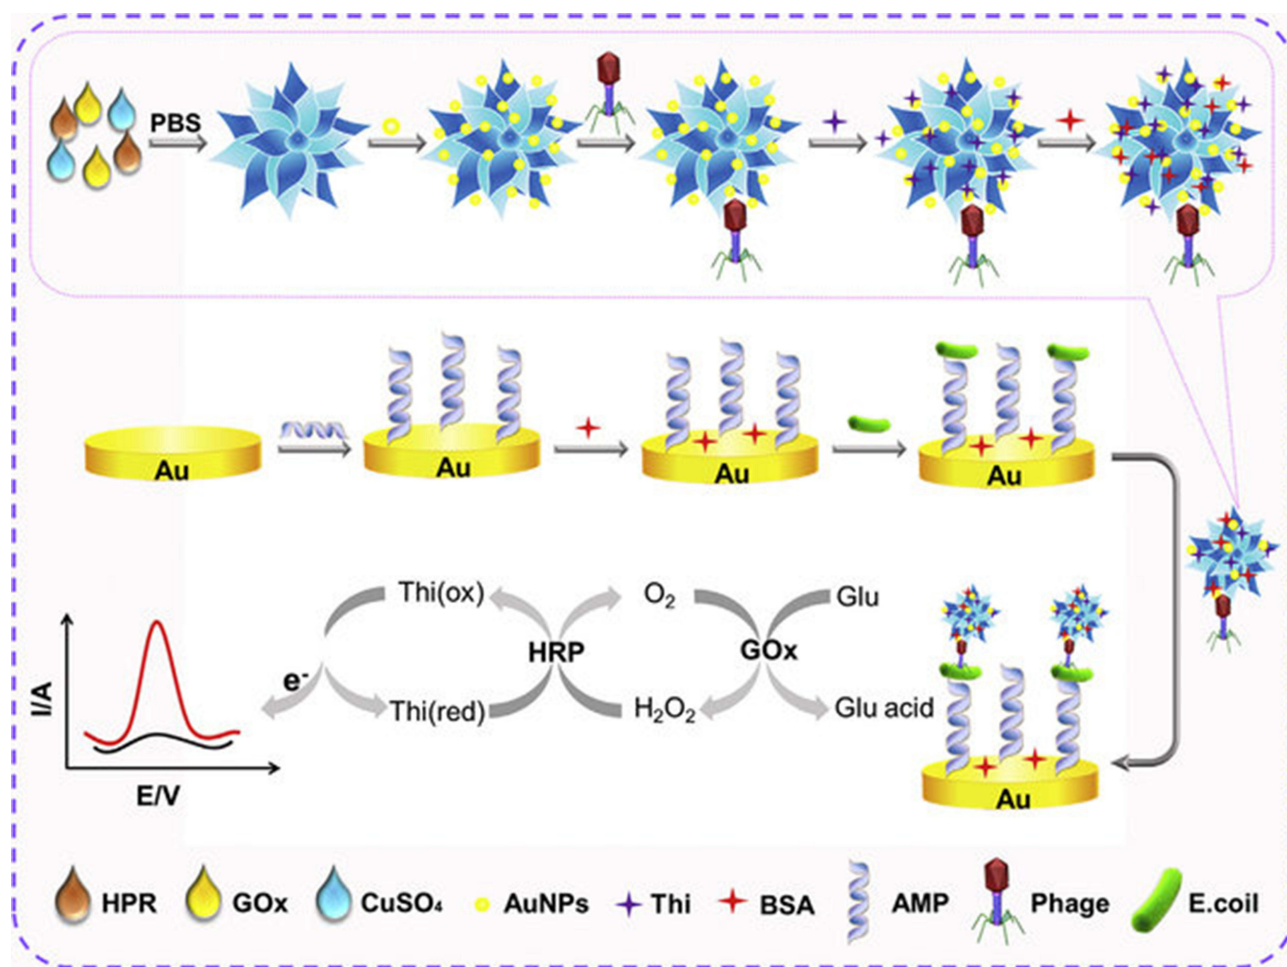 PBS
Au
Au
Au
Au
Thi(ox)
O₂
Glu
HRP
GOx
e⁻
Thi(red)
H₂O₂
Glu acid
I/A
E/V
Au
HPR
GOx
CuSO₄
AuNPs
Thi
BSA
AMP
Phage
E.coil